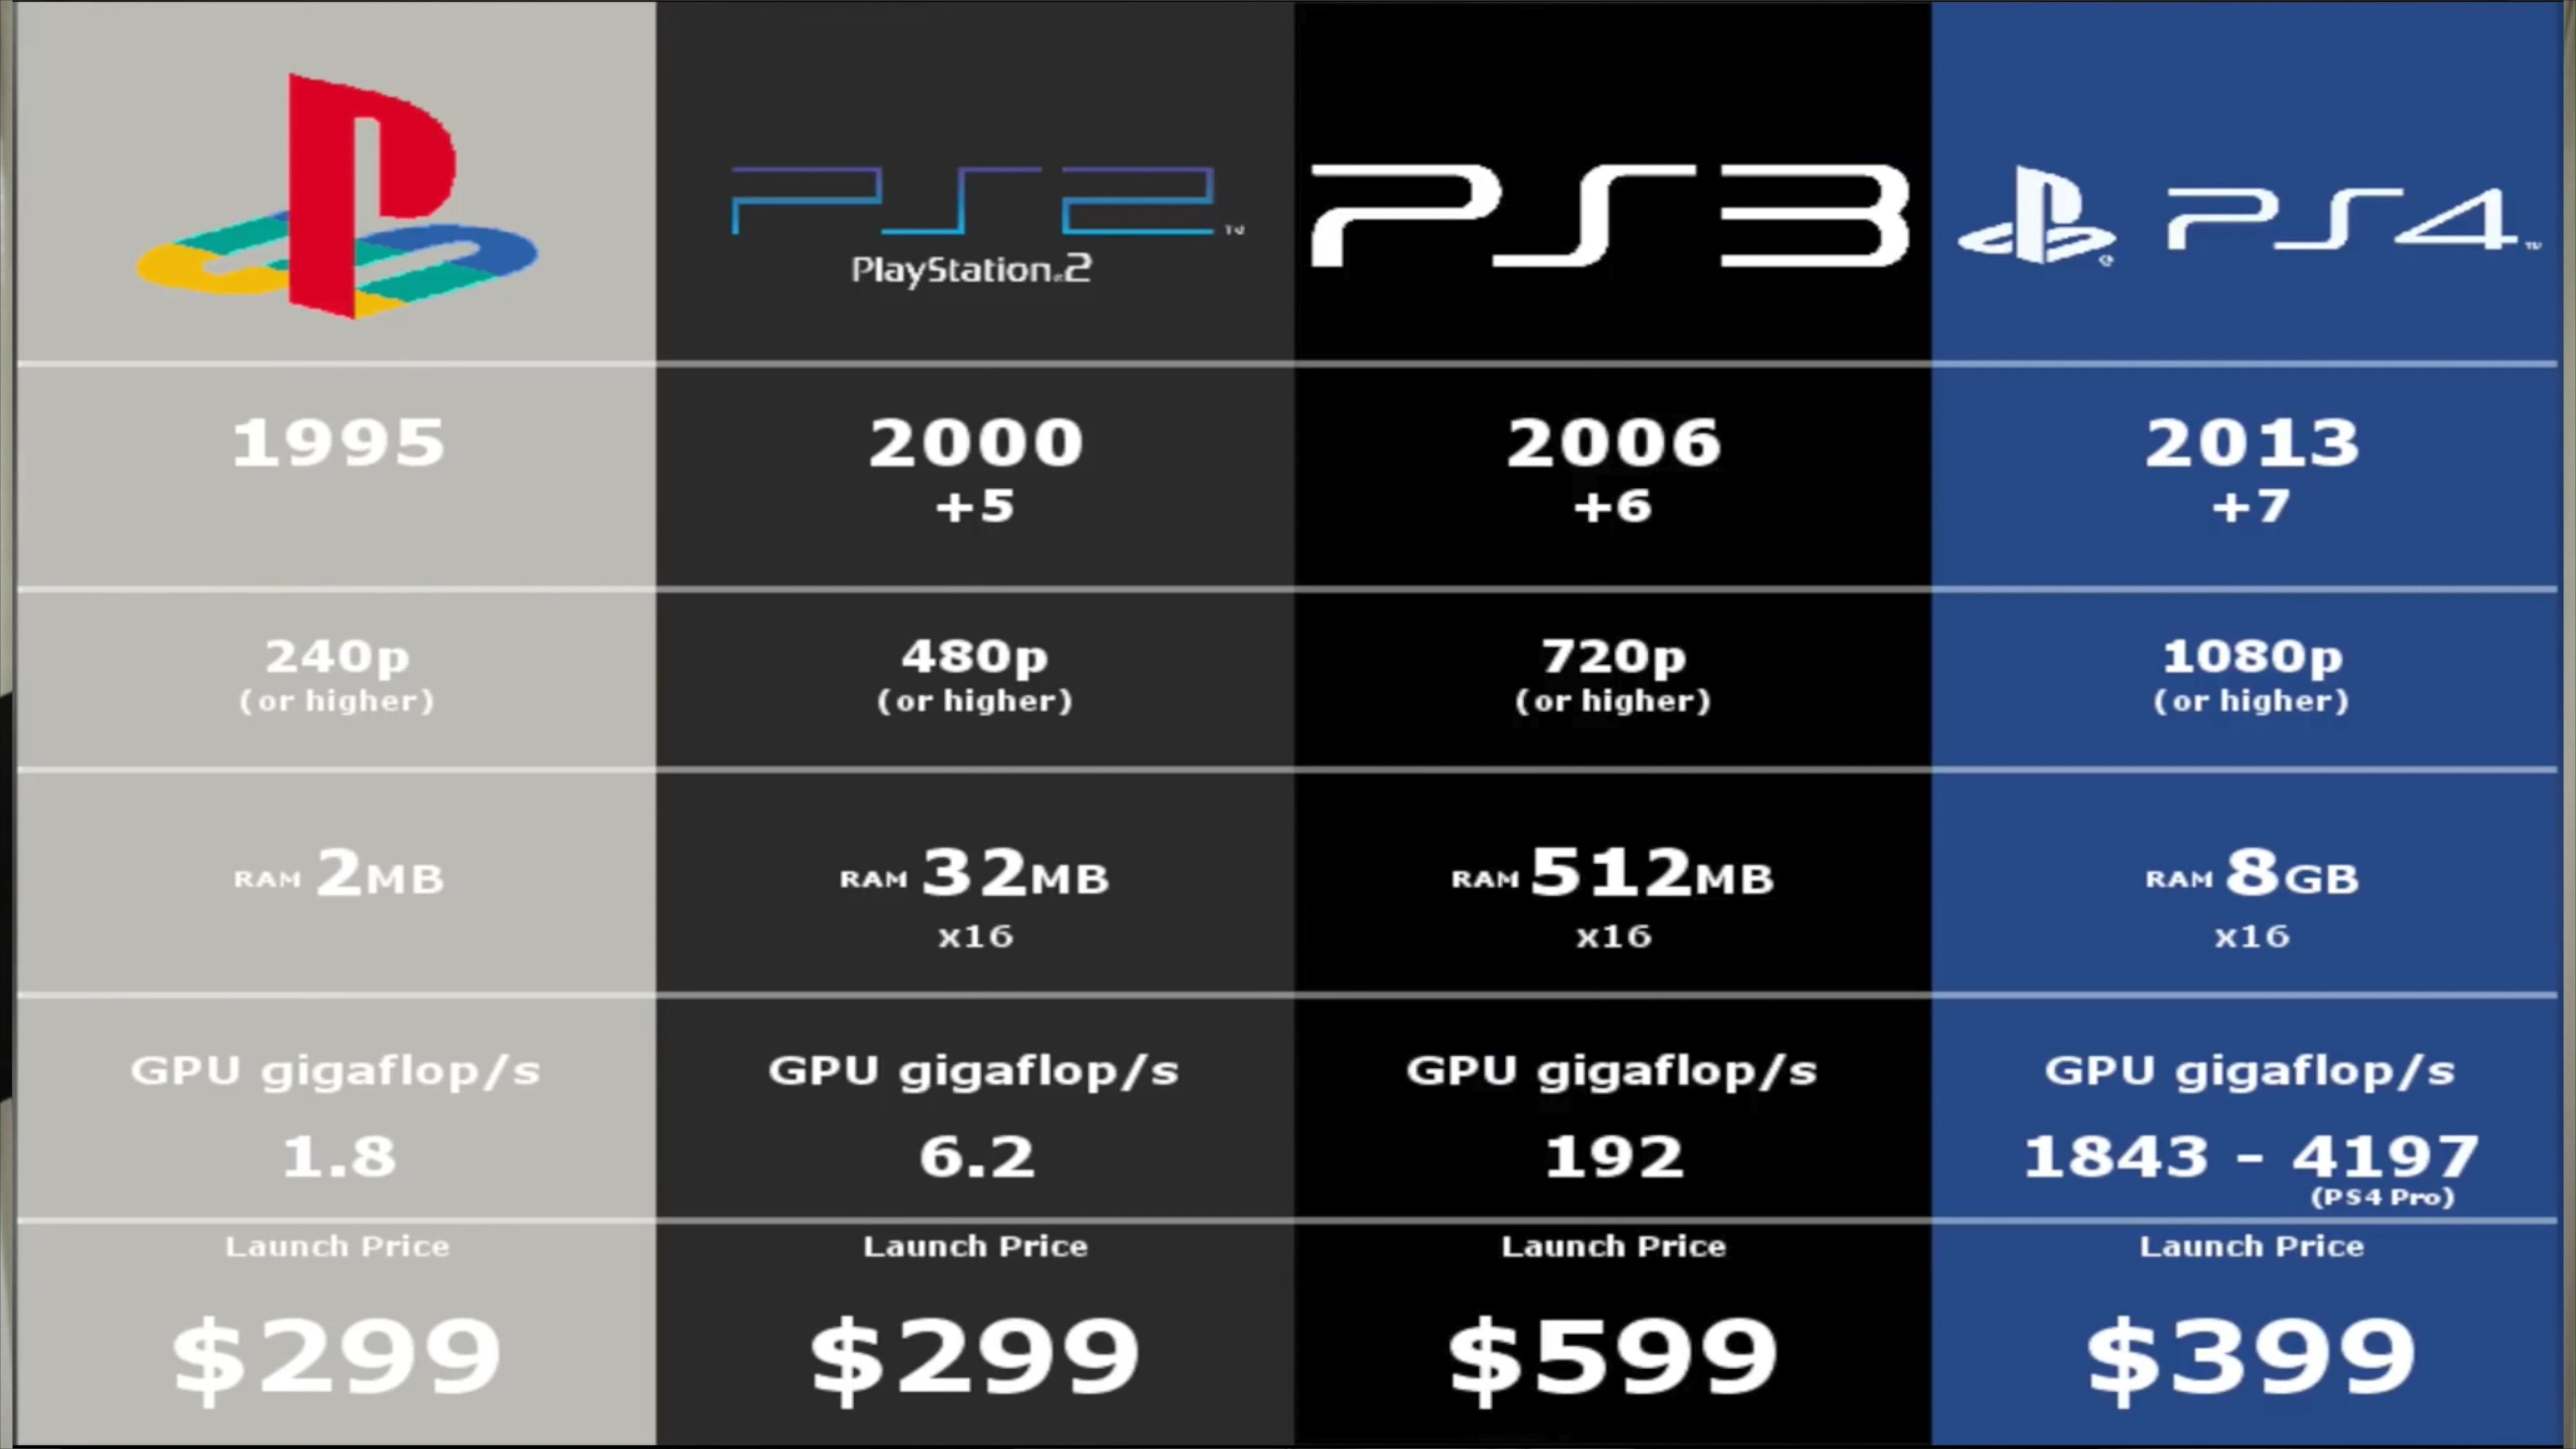 PS2™
PlayStation®2
PS3
PS4™
1995
2000
+5
2006
+6
2013
+7
240p
(or higher)
480p
(or higher)
720p
(or higher)
1080p
(or higher)
RAM 2MB
RAM 32MB
x16
RAM 512MB
x16
RAM 8GB
x16
GPU gigaflop/s
1.8
GPU gigaflop/s
6.2
GPU gigaflop/s
192
GPU gigaflop/s
1843 - 4197
(PS4 Pro)
Launch Price
$299
Launch Price
$299
Launch Price
$599
Launch Price
$399